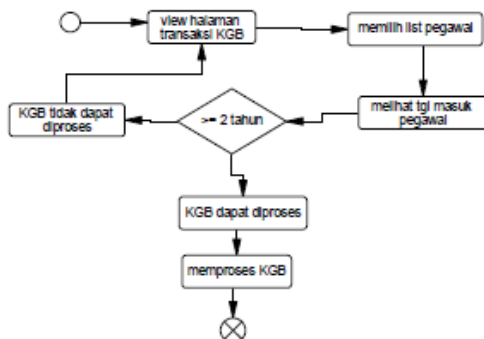 view halaman
transaksi KGB
memilih list pegawai
melihat tgl masuk
pegawai
>= 2 tahun
KGB tidak dapat
diproses
KGB dapat diproses
memproses KGB